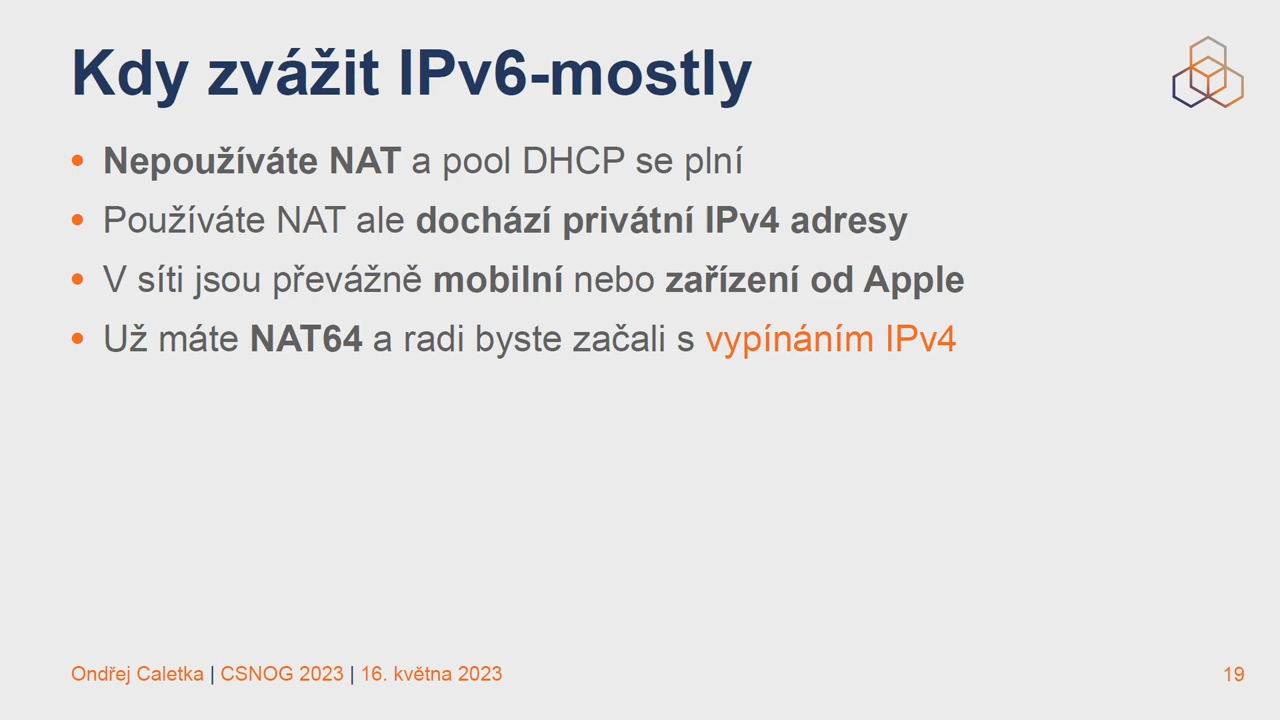 Kdy zvážit IPv6-mostly
• Nepoužíváte NAT a pool DHCP se plní
• Používáte NAT ale dochází privátní IPv4 adresy
• V síti jsou převážně mobilní nebo zařízení od Apple
• Už máte NAT64 a radi byste začali s vypínáním IPv4
Ondřej Caletka | CSNOG 2023 | 16. května 2023
19